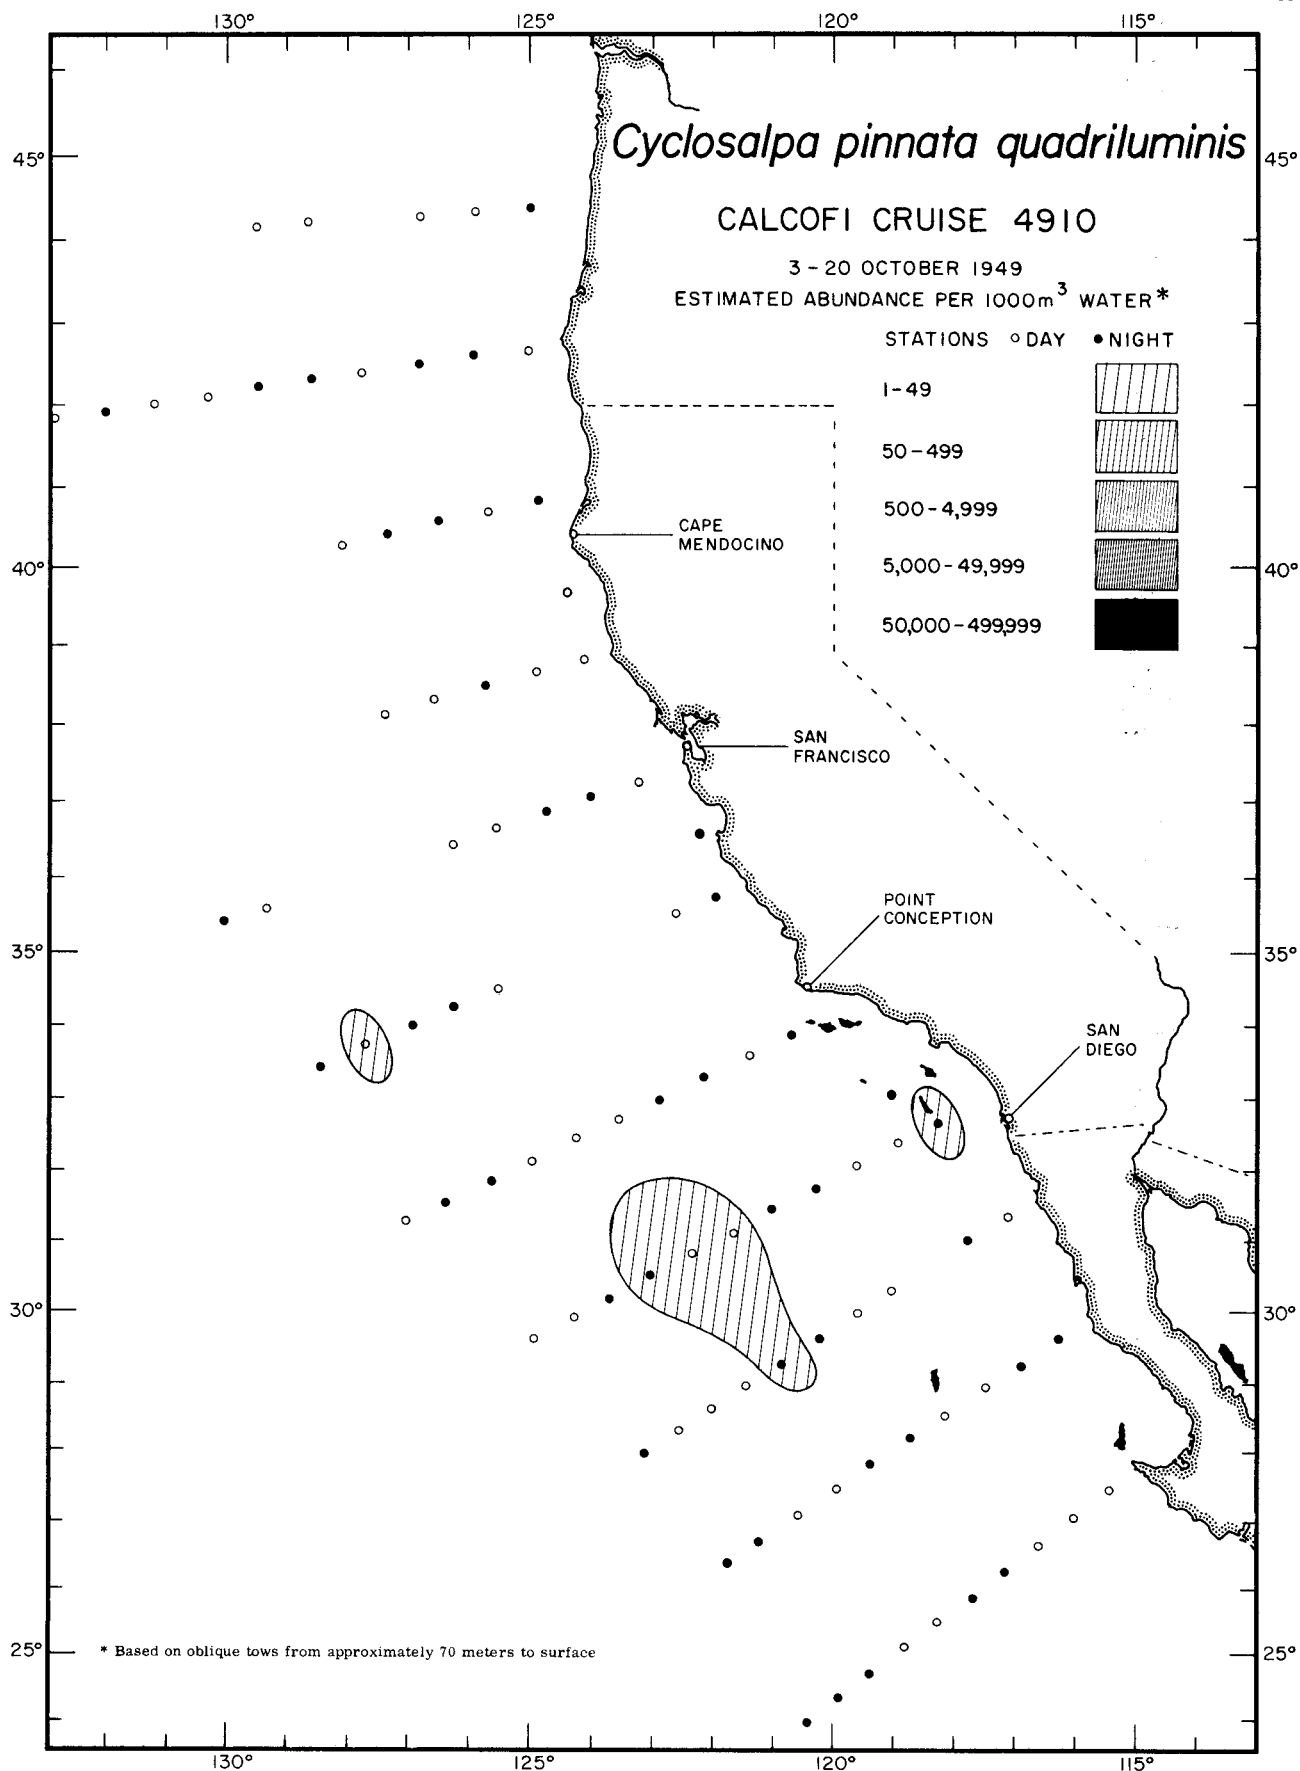 130° 125° 120° 115°
Cyclosalpa pinnata quadriluminis
45° 45°
CALCOFI CRUISE 4910
3-20 OCTOBER 1949
ESTIMATED ABUNDANCE PER 1000m³ WATER*
STATIONS ○ DAY ● NIGHT
1-49
50-499
500-4,999
5,000-49,999
50,000-499,999
CAPE
MENDOCINO
40° 40°
SAN
FRANCISCO
POINT
CONCEPTION
35° 35°
SAN
DIEGO
30° 30°
25° 25°
* Based on oblique tows from approximately 70 meters to surface
130° 125° 120° 115°